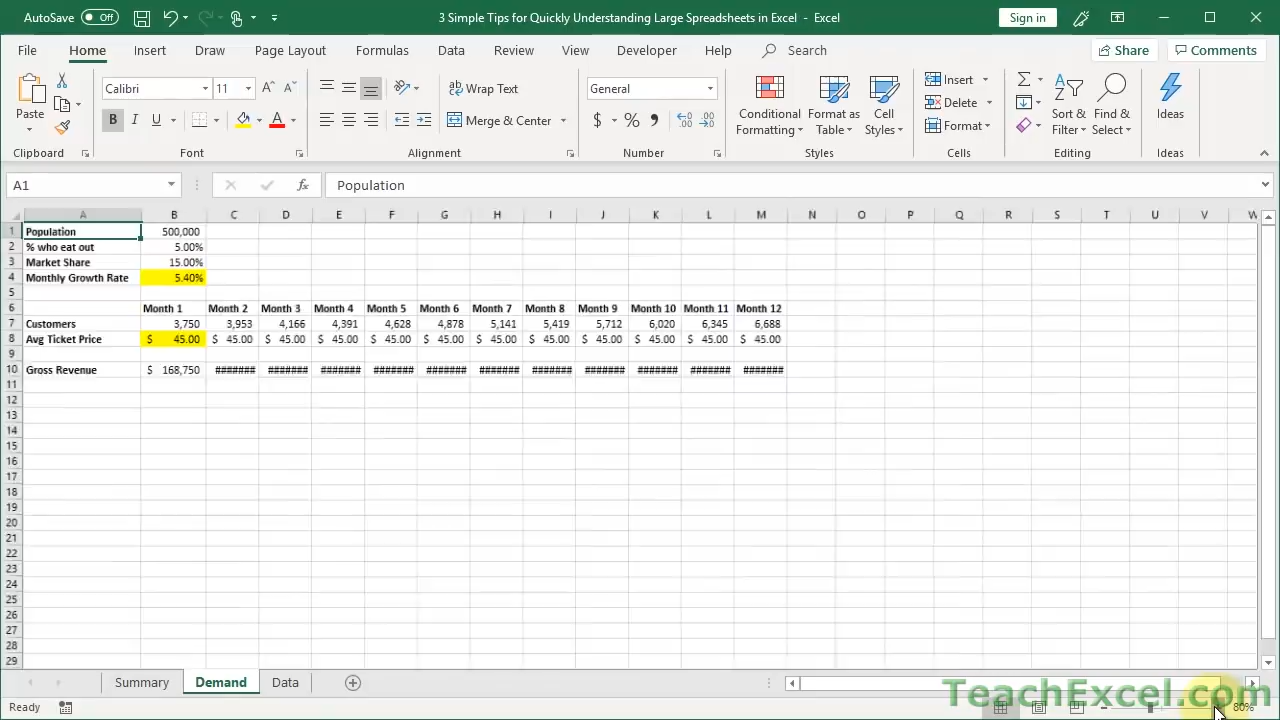 AutoSave Off 3 Simple Tips for Quickly Understanding Large Spreadsheets in Excel - Excel Sign in
File Home Insert Draw Page Layout Formulas Data Review View Developer Help Search Share Comments
Paste
Calibri 11 A^ Aˇ
B I U A
ab Wrap Text
Merge & Center
General
$ % ,
Conditional Formatting
Format as Table
Cell Styles
Insert
Delete
Format
Σ
Sort & Filter
Find & Select
Ideas
Clipboard Font Alignment Number Styles Cells Editing Ideas
A1 fx Population
A B C D E F G H I J K L M N O P Q R S T U V W
1 Population 500,000
2 % who eat out 5.00%
3 Market Share 15.00%
4 Monthly Growth Rate 5.40%
5
6 Month 1 Month 2 Month 3 Month 4 Month 5 Month 6 Month 7 Month 8 Month 9 Month 10 Month 11 Month 12
7 Customers 3,750 3,953 4,166 4,391 4,628 4,878 5,141 5,419 5,712 6,020 6,345 6,688
8 Avg Ticket Price $ 45.00 $ 45.00 $ 45.00 $ 45.00 $ 45.00 $ 45.00 $ 45.00 $ 45.00 $ 45.00 $ 45.00 $ 45.00 $ 45.00
9
10 Gross Revenue $ 168,750 ####### ####### ####### ####### ####### ####### ####### ####### ####### ####### #######
11
12
13
14
15
16
17
18
19
20
21
22
23
24
25
26
27
28
29
Summary Demand Data
TeachExcel.com
Ready 80%